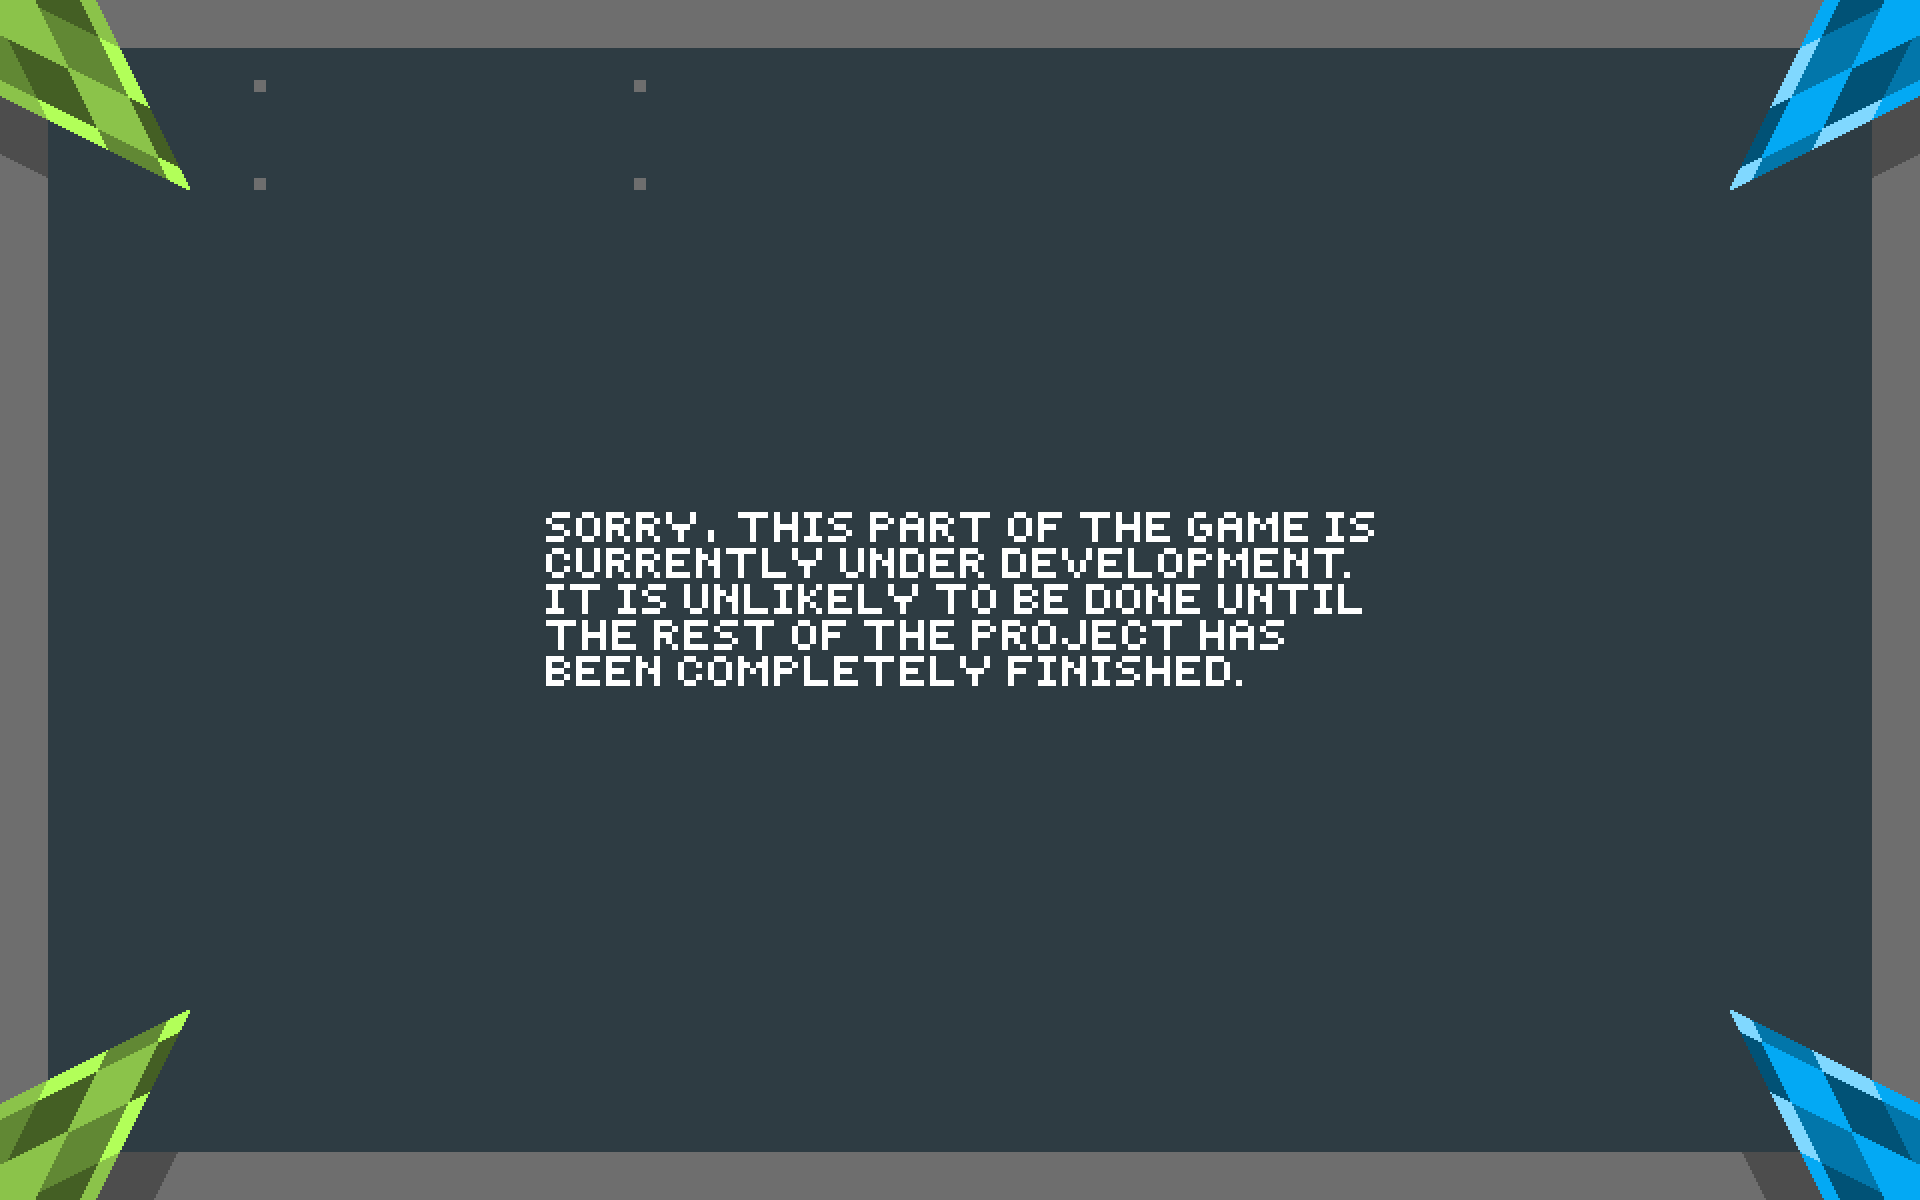 SORRY, THIS PART OF THE GAME IS
CURRENTLY UNDER DEVELOPMENT.
IT IS UNLIKELY TO BE DONE UNTIL
THE REST OF THE PROJECT HAS
BEEN COMPLETELY FINISHED.